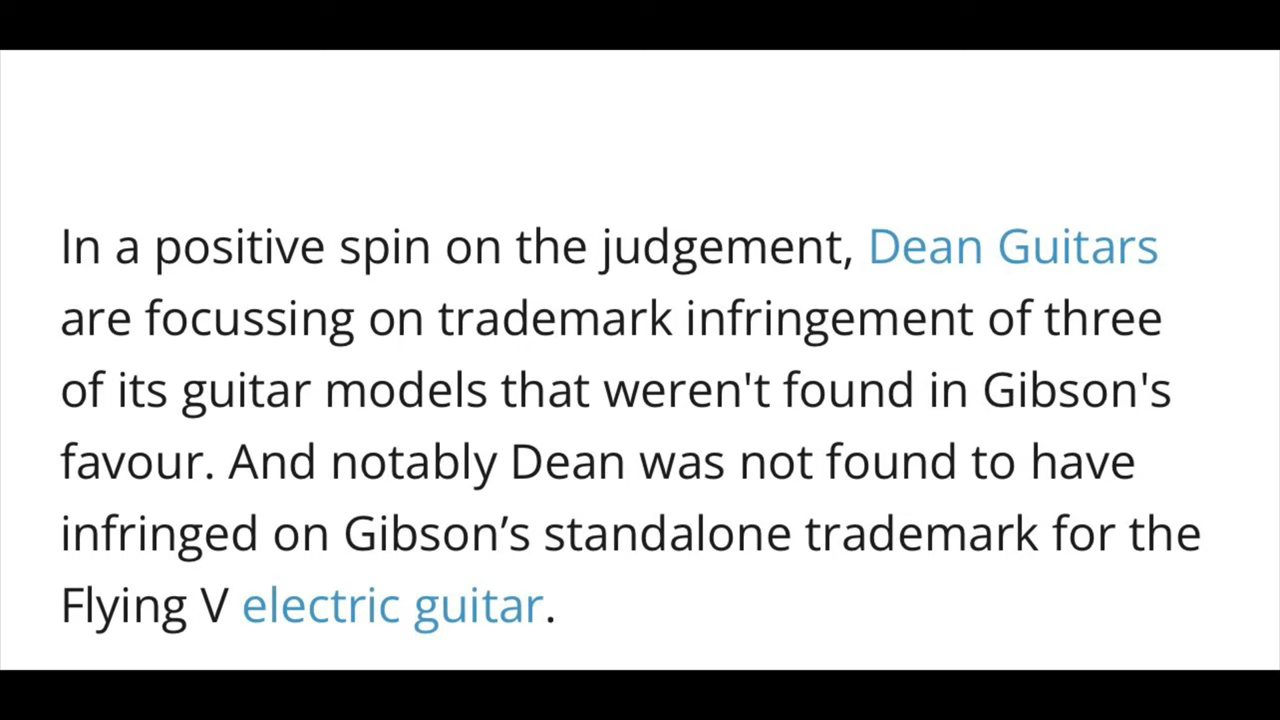 In a positive spin on the judgement, Dean Guitars
are focussing on trademark infringement of three
of its guitar models that weren't found in Gibson's
favour. And notably Dean was not found to have
infringed on Gibson’s standalone trademark for the
Flying V electric guitar.